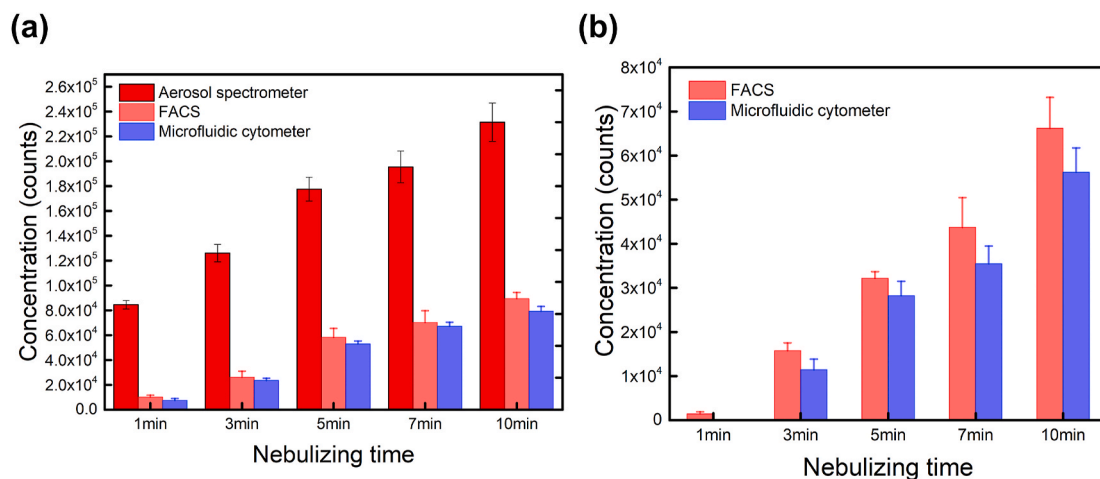 (a)
Concentration (counts)
2.6x10⁵
2.4x10⁵
2.2x10⁵
2.0x10⁵
1.8x10⁵
1.6x10⁵
1.4x10⁵
1.2x10⁵
1.0x10⁵
8.0x10⁴
6.0x10⁴
4.0x10⁴
2.0x10⁴
0.0
Aerosol spectrometer
FACS
Microfluidic cytometer
1min 3min 5min 7min 10min
Nebulizing time
(b)
Concentration (counts)
8x10⁴
7x10⁴
6x10⁴
5x10⁴
4x10⁴
3x10⁴
2x10⁴
1x10⁴
0
FACS
Microfluidic cytometer
1min 3min 5min 7min 10min
Nebulizing time